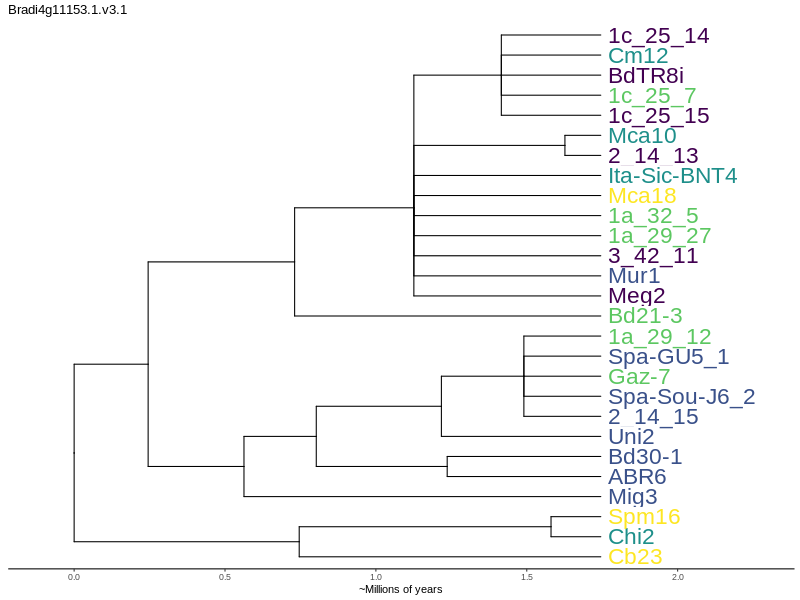 Bradi4g11153.1.v3.1
1c_25_14
Cm12
BdTR8i
1c_25_7
1c_25_15
Mca10
2_14_13
Ita-Sic-BNT4
Mca18
1a_32_5
1a_29_27
3_42_11
Mur1
Meg2
Bd21-3
1a_29_12
Spa-GU5_1
Gaz-7
Spa-Sou-J6_2
2_14_15
Uni2
Bd30-1
ABR6
Mig3
Spm16
Chi2
Cb23
0.0 0.5 1.0 1.5 2.0
~Millions of years